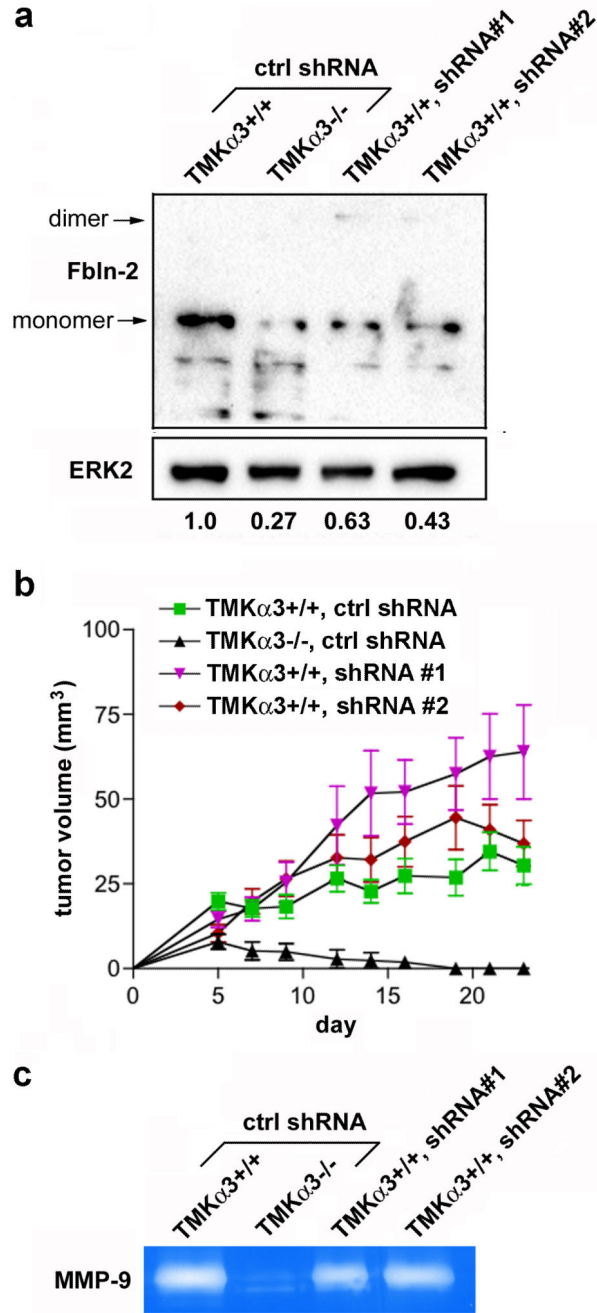 a
ctrl shRNA
TMKα3+/+
TMKα3-/-
TMKα3+/+, shRNA#1
TMKα3+/+, shRNA#2
dimer
Fbln-2
monomer
ERK2
1.0 0.27 0.63 0.43
b
TMKα3+/+, ctrl shRNA
TMKα3-/-, ctrl shRNA
TMKα3+/+, shRNA #1
TMKα3+/+, shRNA #2
tumor volume (mm³)
100
75
50
25
0
0 5 10 15 20
day
c
ctrl shRNA
TMKα3+/+
TMKα3-/-
TMKα3+/+, shRNA#1
TMKα3+/+, shRNA#2
MMP-9